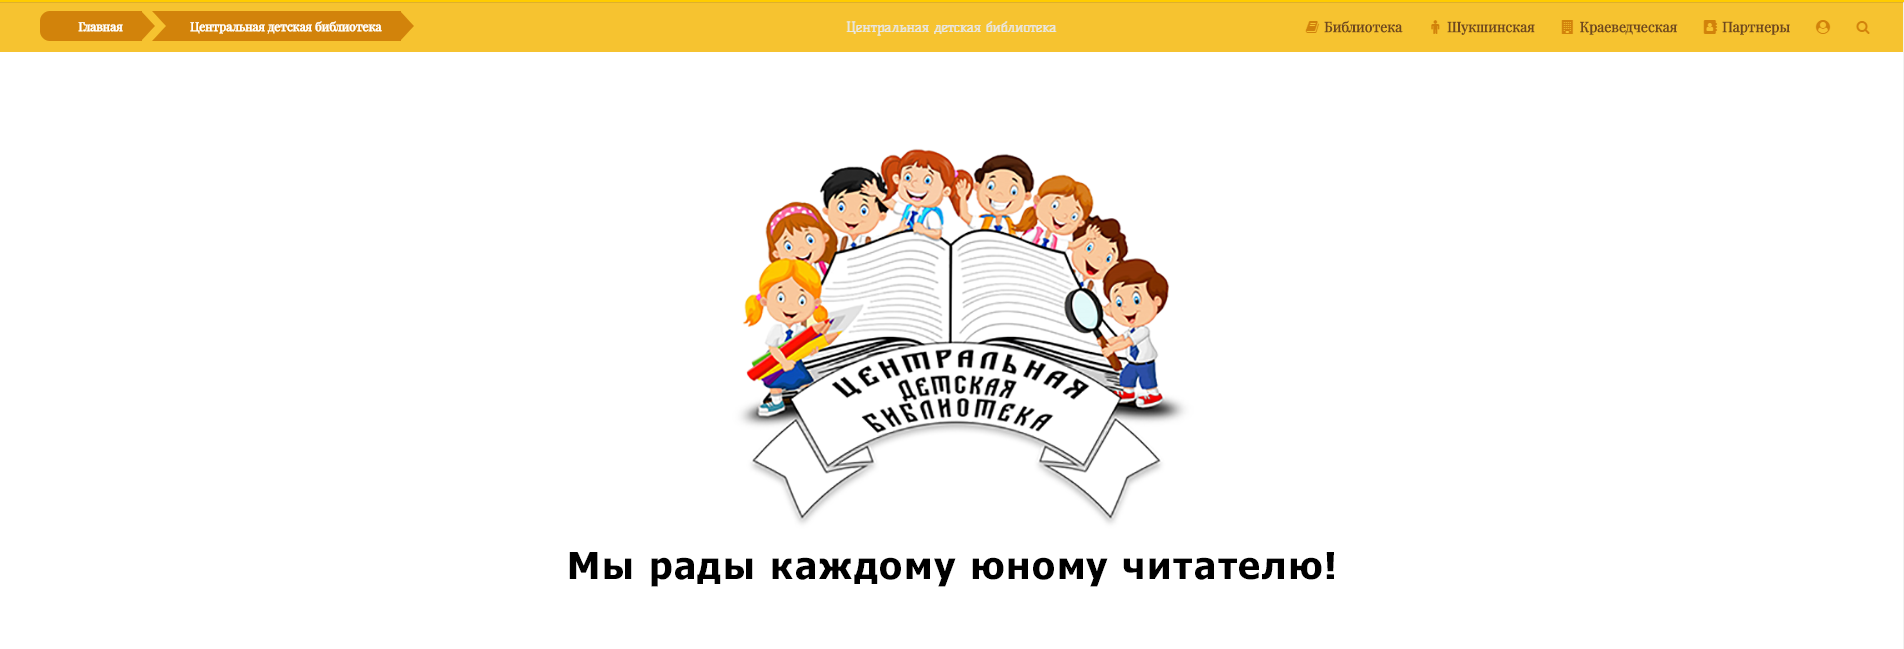 Главная
Центральная детская библиотека
Центральная детская библиотека
Библиотека
Шукшинская
Краеведческая
Партнеры
ЦЕНТРАЛЬНАЯ
ДЕТСКАЯ
БИБЛИОТЕКА
Мы рады каждому юному читателю!